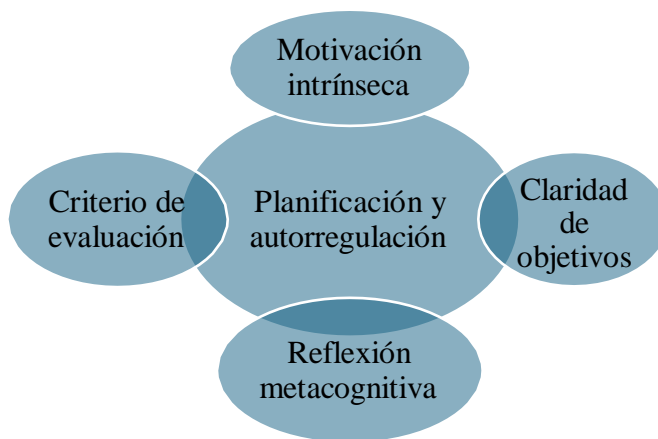 Motivación
intrínseca
Criterio de
evaluación
Planificación y
autorregulación
Claridad
de
objetivos
Reflexión
metacognitiva